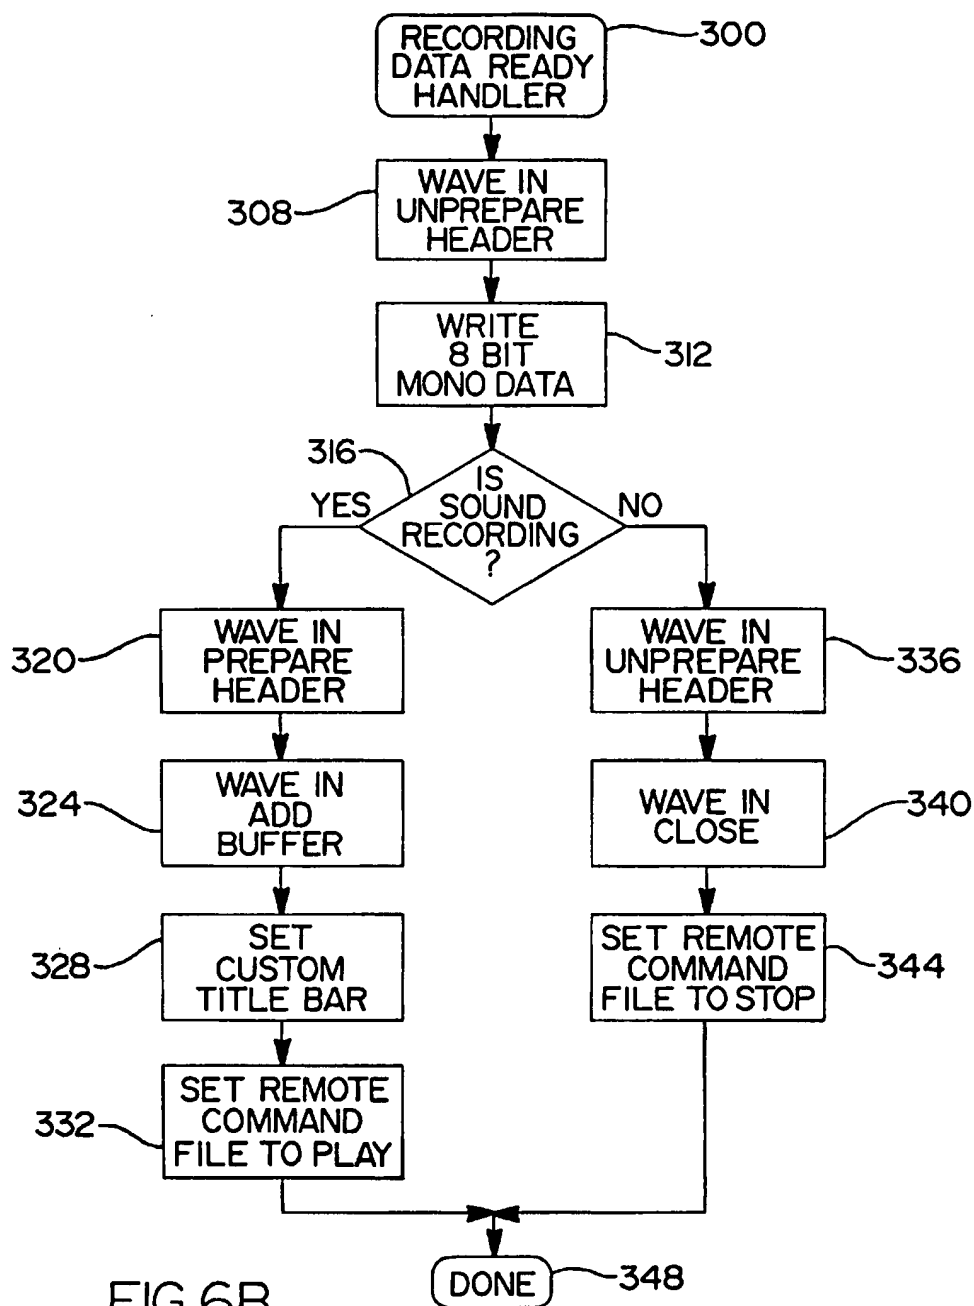 RECORDING
DATA READY
HANDLER
300
WAVE IN
UNPREPARE
HEADER
308
WRITE
8 BIT
MONO DATA
312
316
IS
SOUND
RECORDING
?
YES
NO
WAVE IN
PREPARE
HEADER
320
WAVE IN
UNPREPARE
HEADER
336
WAVE IN
ADD
BUFFER
324
WAVE IN
CLOSE
340
SET
CUSTOM
TITLE BAR
328
SET REMOTE
COMMAND
FILE TO STOP
344
SET REMOTE
COMMAND
FILE TO PLAY
332
DONE
348
FIG.6B